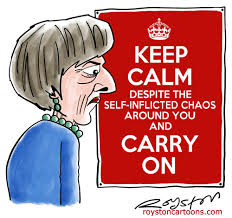 KEEP
CALM
DESPITE THE
SELF-INFLICTED CHAOS
AROUND YOU
AND
CARRY
ON
ROYSTON
roystoncartoons.com